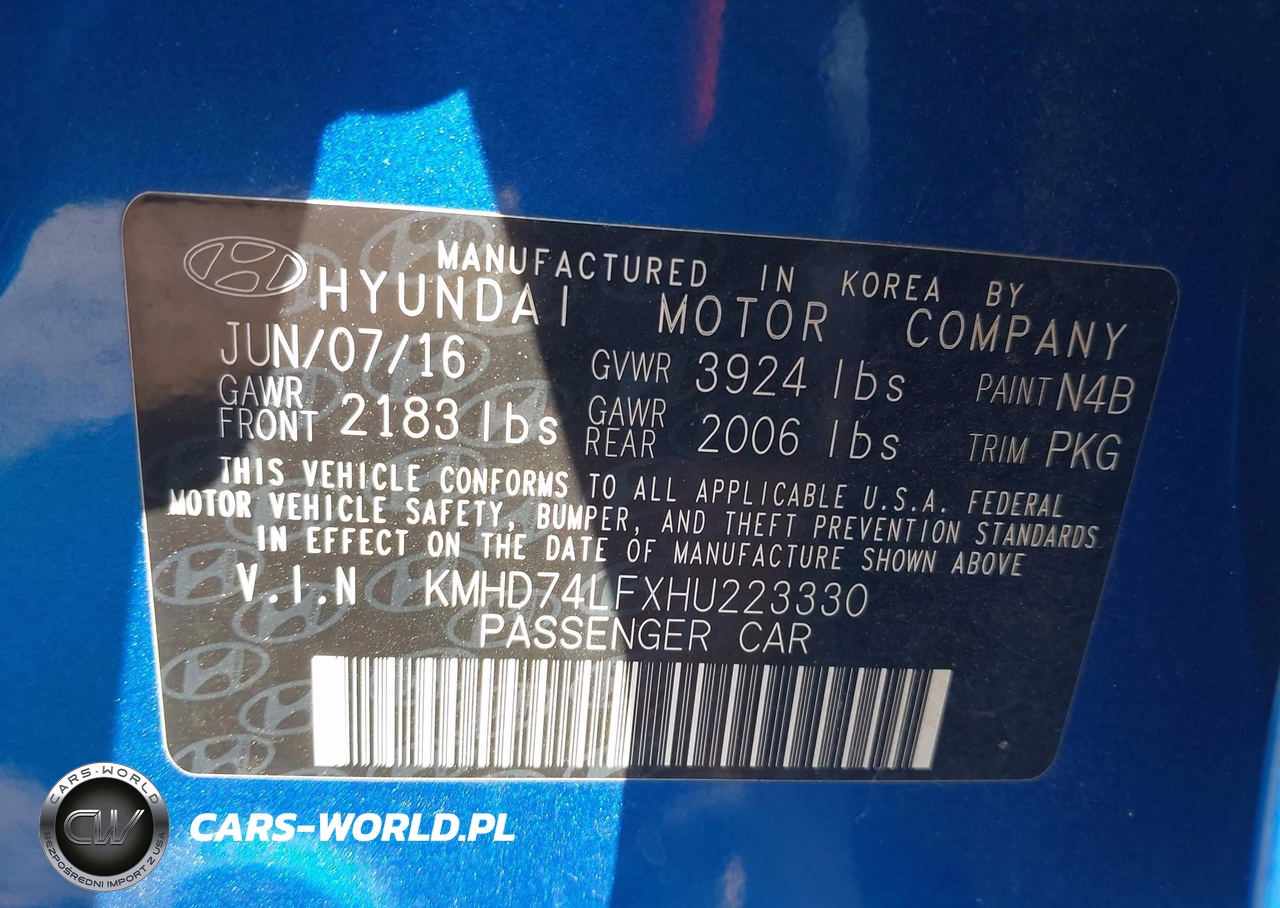 MANUFACTURED IN KOREA BY
HYUNDAI MOTOR COMPANY
JUN/07/16 GVWR 3924 lbs PAINT N4B
GAWR FRONT 2183 lbs GAWR REAR 2006 lbs TRIM PKG
THIS VEHICLE CONFORMS TO ALL APPLICABLE U.S.A. FEDERAL
MOTOR VEHICLE SAFETY, BUMPER, AND THEFT PREVENTION STANDARDS
IN EFFECT ON THE DATE OF MANUFACTURE SHOWN ABOVE
V.I.N KMHD74LFXHU223330
PASSENGER CAR
CARS-WORLD
CW
BEZPOŚREDNI IMPORT Z USA
CARS-WORLD.PL